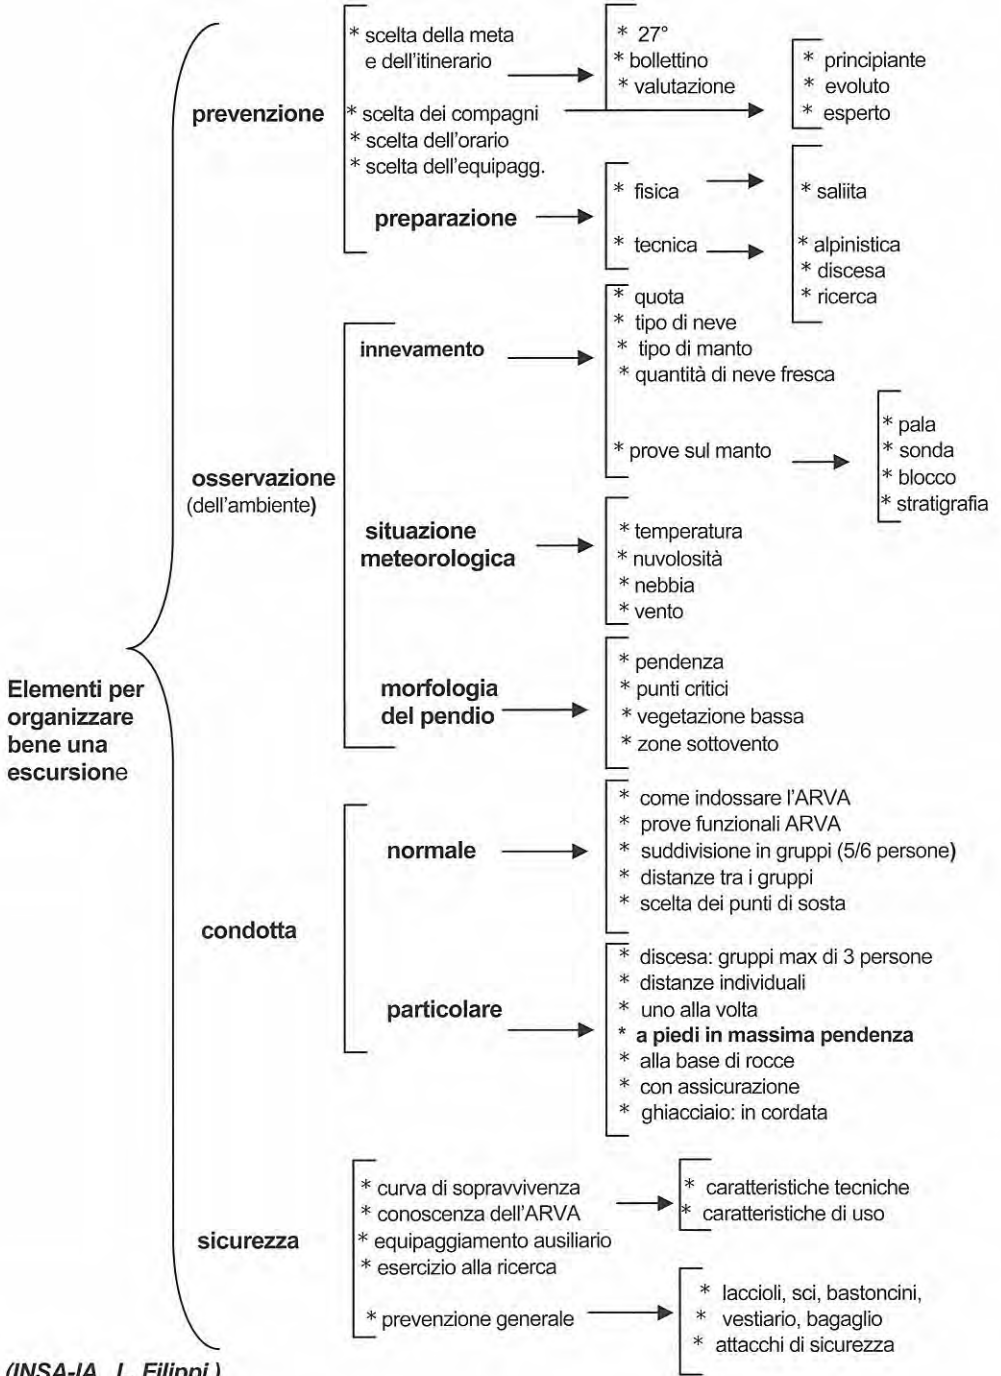 Elementi per
organizzare
bene una
escursione
prevenzione
* scelta della meta
e dell'itinerario
* 27°
* bollettino
* valutazione
* scelta dei compagni
* principiante
* evoluto
* esperto
* scelta dell'orario
* scelta dell'equipagg.
preparazione
* fisica
* saliita
* tecnica
* alpinistica
* discesa
* ricerca
osservazione
(dell'ambiente)
innevamento
* quota
* tipo di neve
* tipo di manto
* quantità di neve fresca
* prove sul manto
* pala
* sonda
* blocco
* stratigrafia
situazione
meteorologica
* temperatura
* nuvolosità
* nebbia
* vento
morfologia
del pendio
* pendenza
* punti critici
* vegetazione bassa
* zone sottovento
condotta
normale
* come indossare l'ARVA
* prove funzionali ARVA
* suddivisione in gruppi (5/6 persone)
* distanze tra i gruppi
* scelta dei punti di sosta
particolare
* discesa: gruppi max di 3 persone
* distanze individuali
* uno alla volta
* a piedi in massima pendenza
* alla base di rocce
* con assicurazione
* ghiacciaio: in cordata
sicurezza
* curva di sopravvivenza
* conoscenza dell'ARVA
* equipaggiamento ausiliario
* esercizio alla ricerca
* caratteristiche tecniche
* caratteristiche di uso
* prevenzione generale
* laccioli, sci, bastoncini,
* vestiario, bagaglio
* attacchi di sicurezza
(INSA-IA L. Filippi )